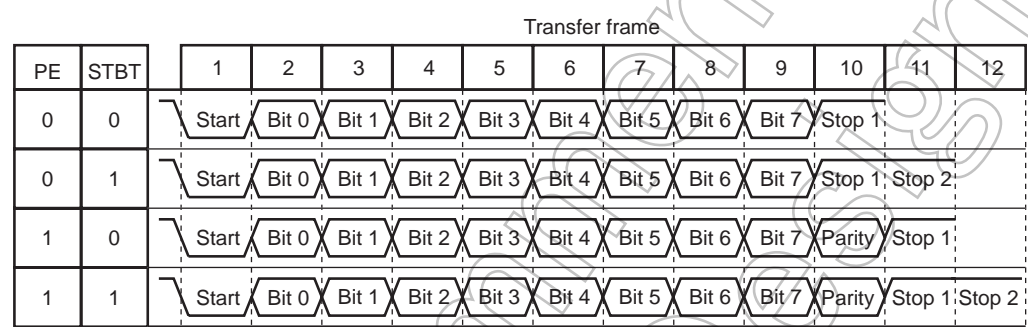 Transfer frame
PE STBT 1 2 3 4 5 6 7 8 9 10 11 12
0 0 Start Bit 0 Bit 1 Bit 2 Bit 3 Bit 4 Bit 5 Bit 6 Bit 7 Stop 1
0 1 Start Bit 0 Bit 1 Bit 2 Bit 3 Bit 4 Bit 5 Bit 6 Bit 7 Stop 1 Stop 2
1 0 Start Bit 0 Bit 1 Bit 2 Bit 3 Bit 4 Bit 5 Bit 6 Bit 7 Parity Stop 1
1 1 Start Bit 0 Bit 1 Bit 2 Bit 3 Bit 4 Bit 5 Bit 6 Bit 7 Parity Stop 1 Stop 2